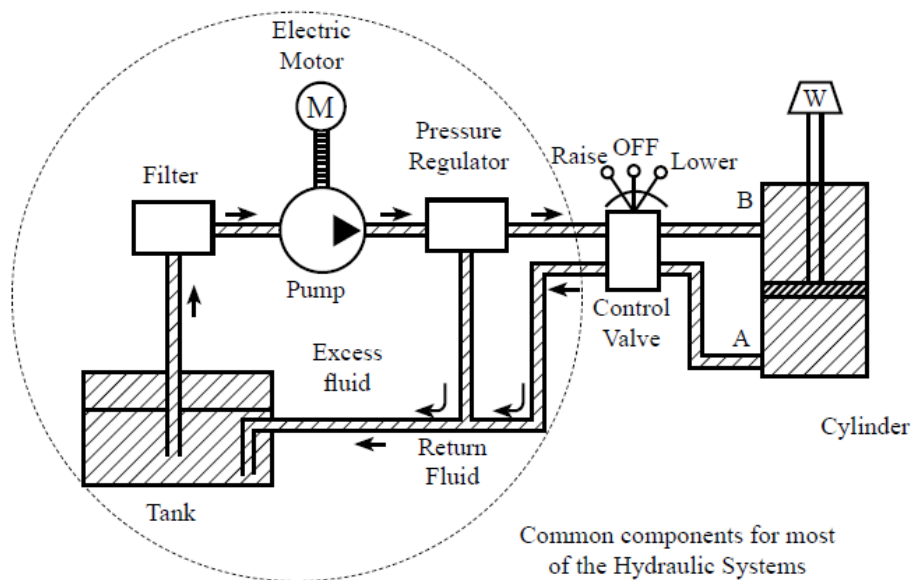 Electric
Motor
M
Pressure
Regulator
Raise
OFF
Lower
W
Filter
B
Pump
Control
Valve
A
Excess
fluid
Cylinder
Return
Fluid
Tank
Common components for most
of the Hydraulic Systems